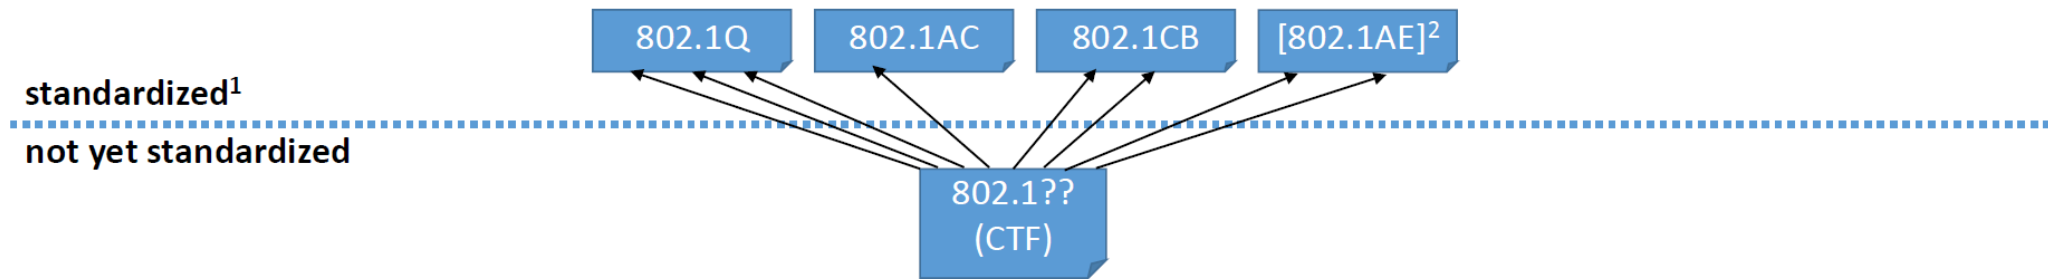 802.1Q
802.1AC
802.1CB
[802.1AE]²
standardized¹
not yet standardized
802.1??
(CTF)